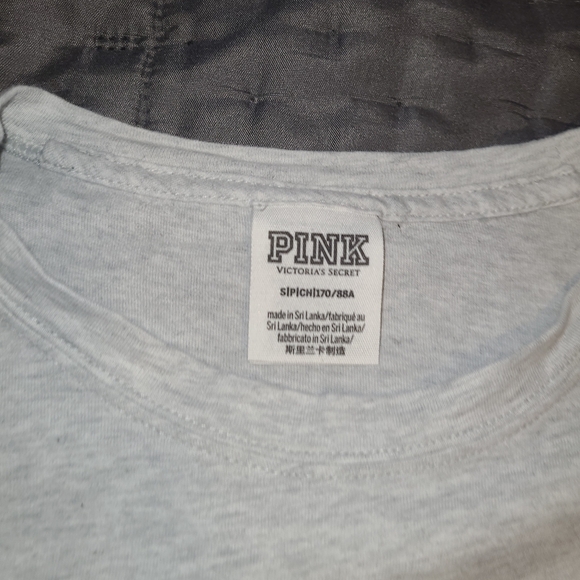 PINK
VICTORIA'S SECRET
S|P|CH|170/88A
made in Sri Lanka/fabriqué au
Sri Lanka/hecho en Sri Lanka/
fabbricato in Sri Lanka/
斯里兰卡制造